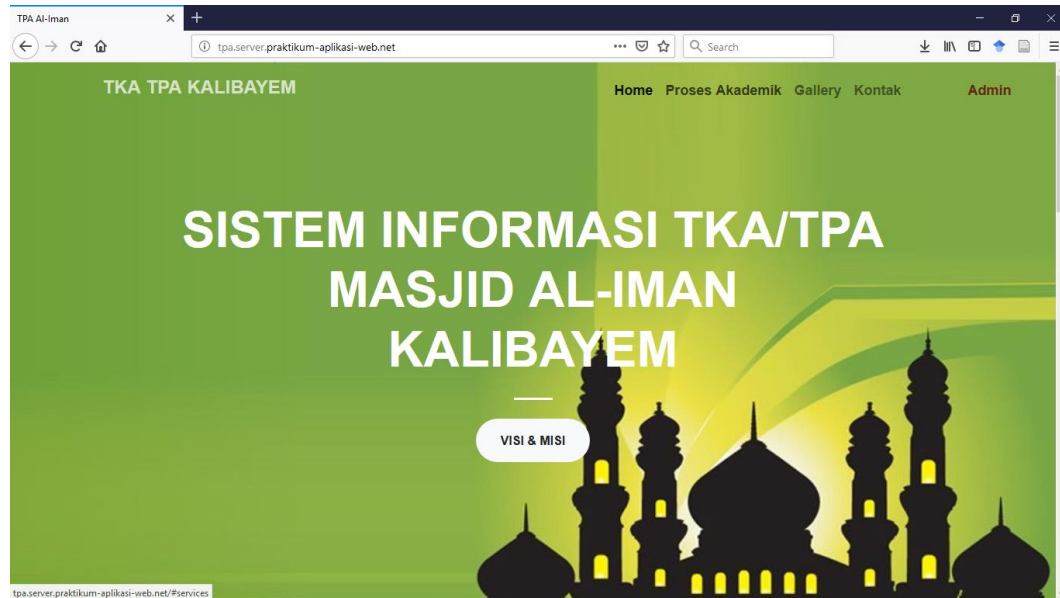 TPA Al-Iman
tpa.server.praktikum-aplikasi-web.net
Search
TKA TPA KALIBAYEM
Home Proses Akademik Gallery Kontak Admin
SISTEM INFORMASI TKA/TPA
MASJID AL-IMAN
KALIBAYEM
VISI & MISI
tpa.server.praktikum-aplikasi-web.net/#services